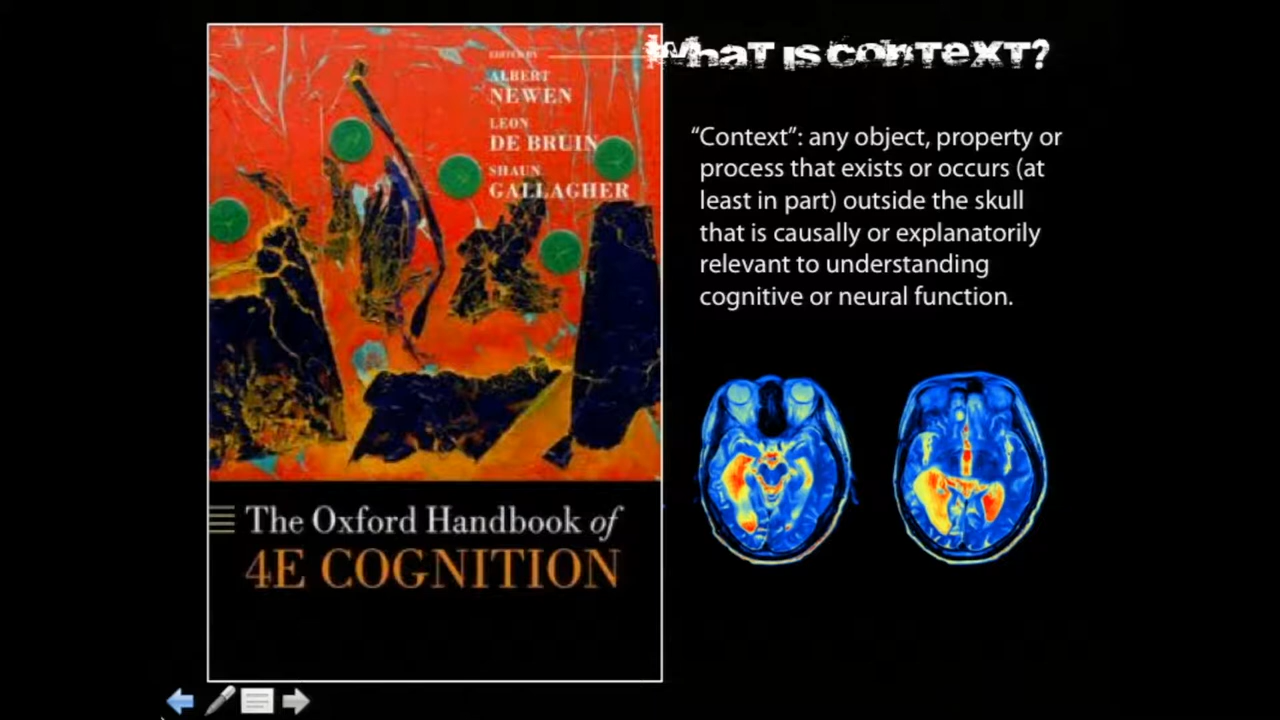 EDITED BY
ALBERT
NEWEN
LEON
DE BRUIN
SHAUN
GALLAGHER
The Oxford Handbook of
4E COGNITION
WHaT IS conTeXT?
“Context”: any object, property or
process that exists or occurs (at
least in part) outside the skull
that is causally or explanatorily
relevant to understanding
cognitive or neural function.